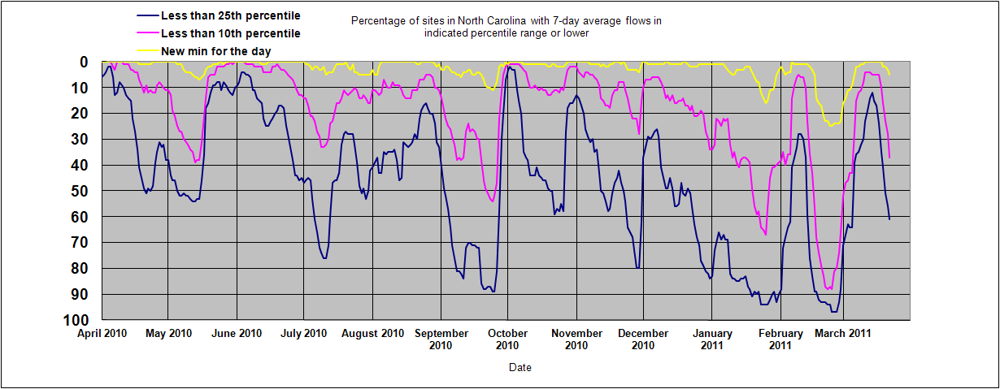 Less than 25th percentile
Less than 10th percentile
New min for the day
Percentage of sites in North Carolina with 7-day average flows in
indicated percentile range or lower
0
10
20
30
40
50
60
70
80
90
100
April 2010 May 2010 June 2010 July 2010 August 2010 September October November December January February March 2011
2010 2010 2010 2010 2011 2011
Date